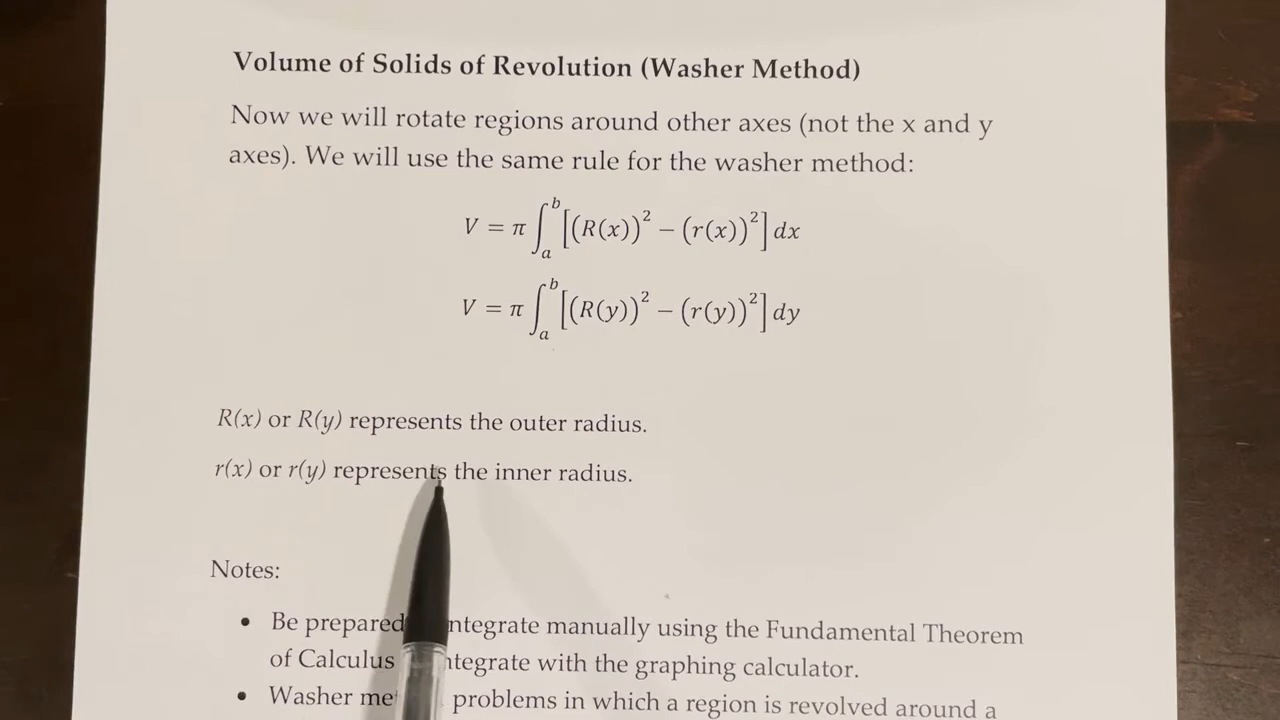 Volume of Solids of Revolution (Washer Method)
Now we will rotate regions around other axes (not the x and y
axes). We will use the same rule for the washer method:
V = π ∫ₐᵇ [(R(x))² − (r(x))²] dx
V = π ∫ₐᵇ [(R(y))² − (r(y))²] dy
R(x) or R(y) represents the outer radius.
r(x) or r(y) represents the inner radius.
Notes:
• Be prepared ntegrate manually using the Fundamental Theorem
of Calculus ntegrate with the graphing calculator.
• Washer me problems in which a region is revolved around a